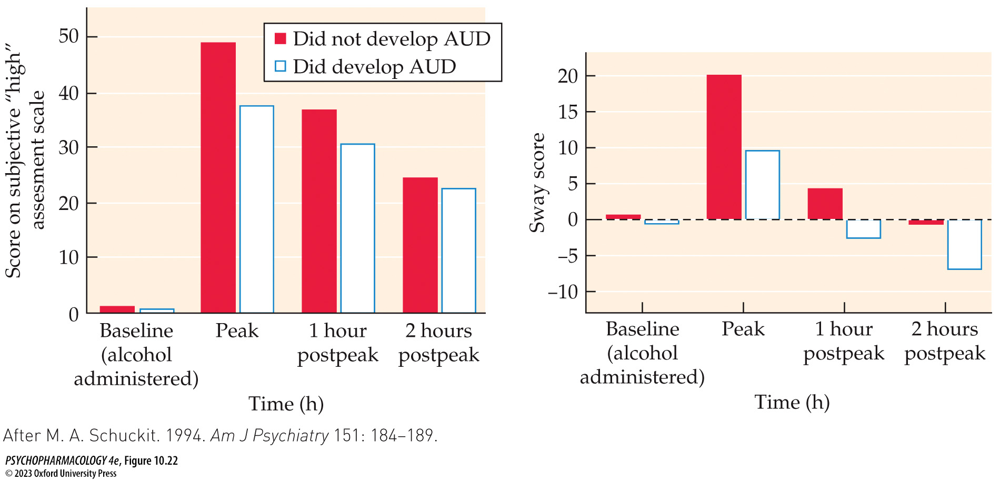 Score on subjective “high”
assessment scale
50
40
30
20
10
0
Did not develop AUD
Did develop AUD
Baseline
(alcohol
administered)
Peak
1 hour
postpeak
2 hours
postpeak
Time (h)
Sway score
20
15
10
5
0
–5
–10
Baseline
(alcohol
administered)
Peak
1 hour
postpeak
2 hours
postpeak
Time (h)
After M. A. Schuckit. 1994. Am J Psychiatry 151: 184–189.
PSYCHOPHARMACOLOGY 4e, Figure 10.22
© 2023 Oxford University Press